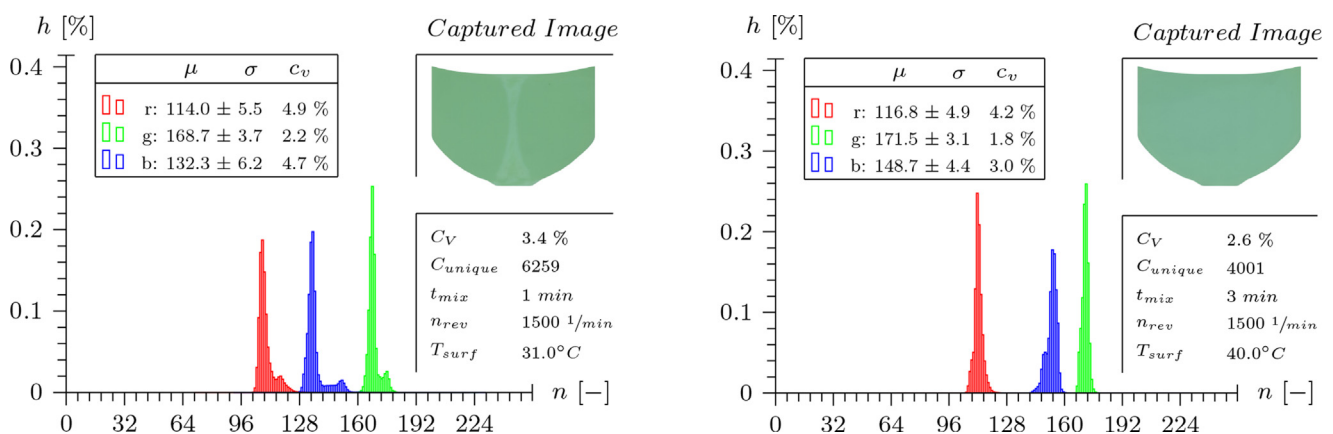 h [%]
Captured Image
μ σ c_v
r: 114.0 ± 5.5 4.9 %
g: 168.7 ± 3.7 2.2 %
b: 132.3 ± 6.2 4.7 %
0.4
0.3
0.2
0.1
0
C_V 3.4 %
C_unique 6259
t_mix 1 min
n_rev 1500 1/min
T_surf 31.0°C
n [−]
0 32 64 96 128 160 192 224
h [%]
Captured Image
μ σ c_v
r: 116.8 ± 4.9 4.2 %
g: 171.5 ± 3.1 1.8 %
b: 148.7 ± 4.4 3.0 %
0.4
0.3
0.2
0.1
0
C_V 2.6 %
C_unique 4001
t_mix 3 min
n_rev 1500 1/min
T_surf 40.0°C
n [−]
0 32 64 96 128 160 192 224